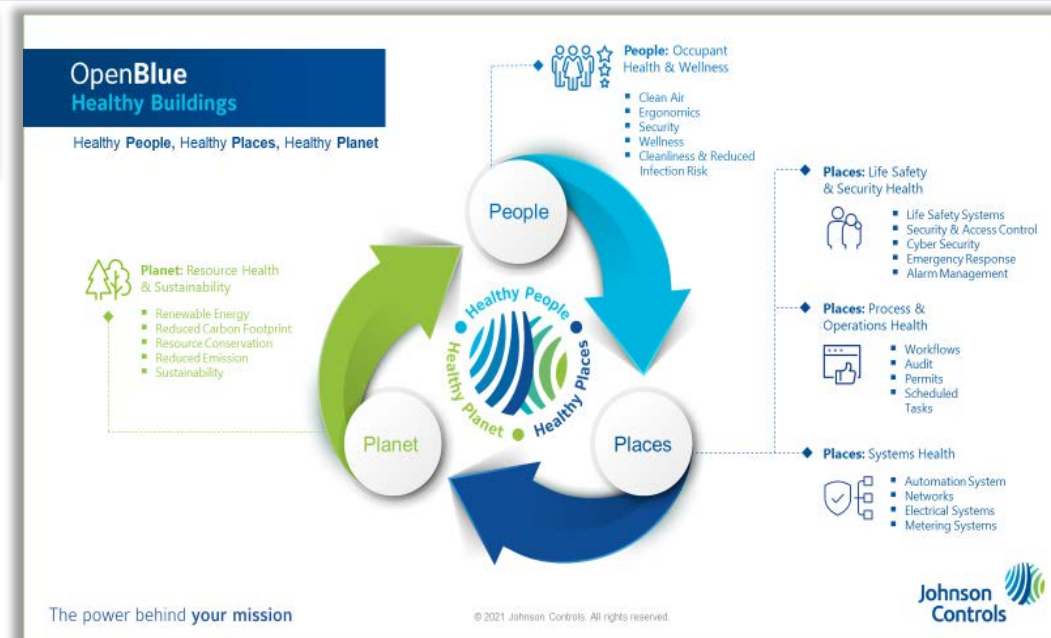 OpenBlue
Healthy Buildings
Healthy People, Healthy Places, Healthy Planet
People: Occupant
Health & Wellness
Clean Air
Ergonomics
Security
Wellness
Cleanliness & Reduced
Infection Risk
Places: Life Safety
& Security Health
Life Safety Systems
Security & Access Control
Cyber Security
Emergency Response
Alarm Management
Places: Process &
Operations Health
Workflows
Audit
Permits
Scheduled
Tasks
Places: Systems Health
Automation System
Networks
Electrical Systems
Metering Systems
Planet: Resource Health
& Sustainability
Renewable Energy
Reduced Carbon Footprint
Resource Conservation
Reduced Emission
Sustainability
People
Places
Planet
Healthy People
Healthy Places
Healthy Planet
The power behind your mission
© 2021 Johnson Controls. All rights reserved.
Johnson
Controls